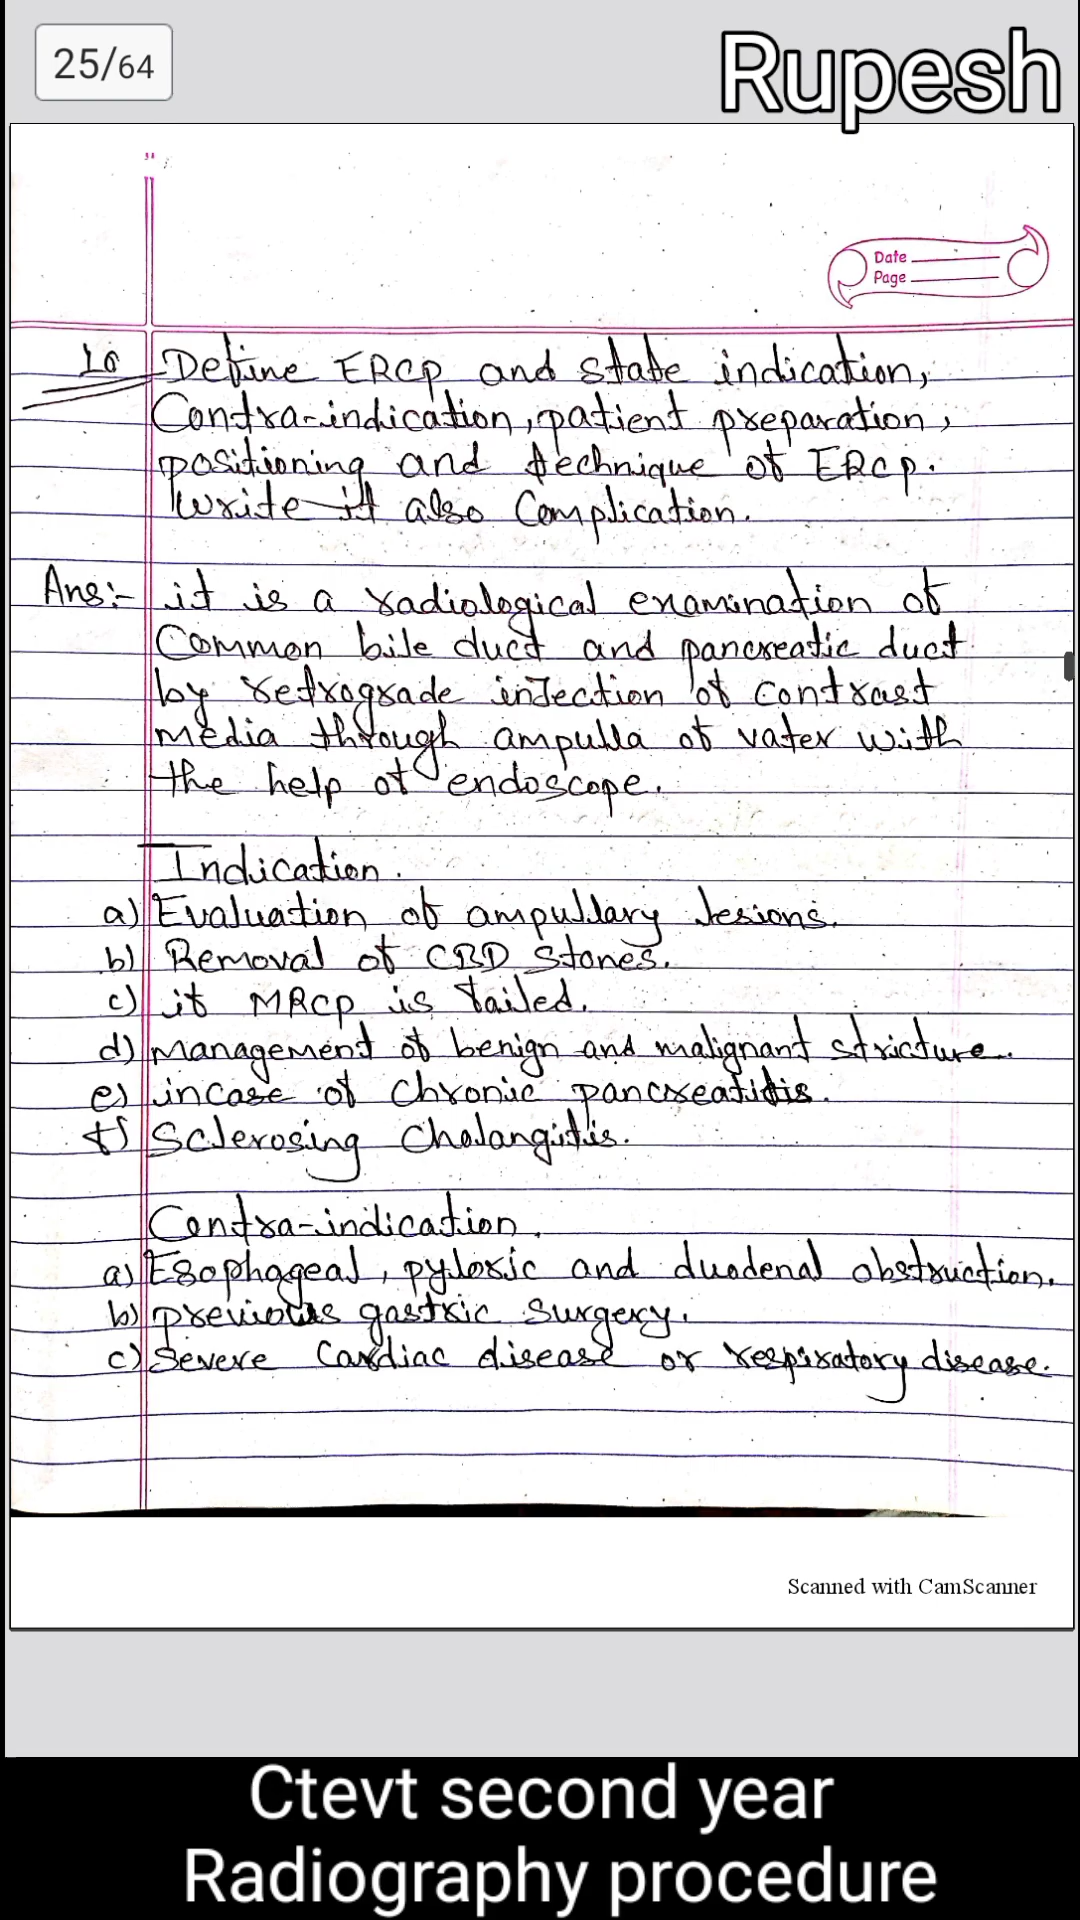 25/64
Rupesh
Date
Page
10 Define ERCP and state indication,
Contra-indication, patient preparation,
positioning and technique of ERCP.
Write it also Complication.
Ans:- it is a radiological examination of
Common bile duct and pancreatic duct
by retrograde injection of contrast
media through ampulla of vater with
the help of endoscope.
Indication.
a) Evaluation of ampullary lesions.
b) Removal of CBD stones.
c) if MRCP is failed.
d) management of benign and malignant stricture.
e) incase of Chronic pancreatitis.
f) Sclerosing Cholangitis.
Contra-indication.
a) Esophageal, pyloric and duodenal obstruction.
b) previous gastric surgery.
c) Severe Cardiac disease or respiratory disease.
Scanned with CamScanner
Ctevt second year
Radiography procedure